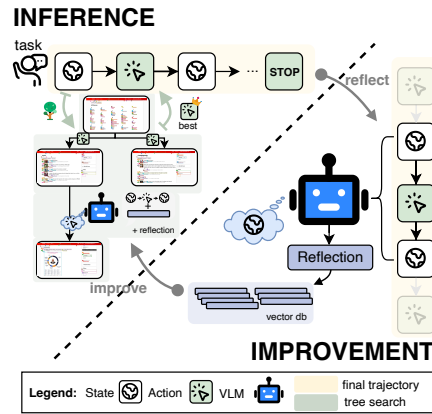 INFERENCE
task
STOP
...
reflect
best
+
+ reflection
Reflection
improve
vector db
IMPROVEMENT
Legend: State Action VLM final trajectory
tree search